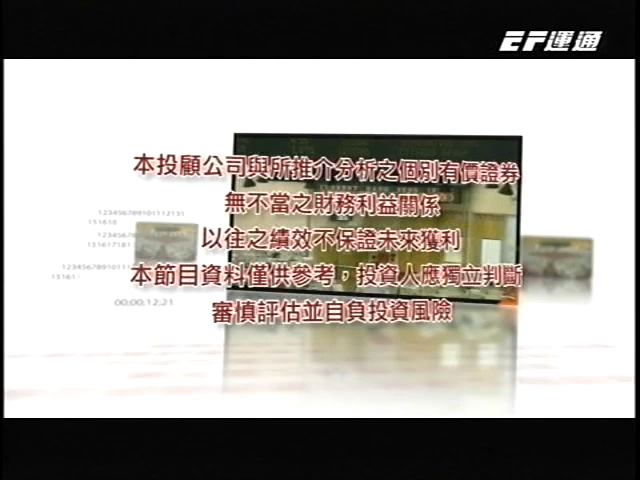 EF運通
本投顧公司與所推介分析之個別有價證券
無不當之財務利益關係
以往之績效不保證未來獲利
本節目資料僅供參考，投資人應獨立判斷
審慎評估並自負投資風險
123456789101112131
151617181
00:00:12:21